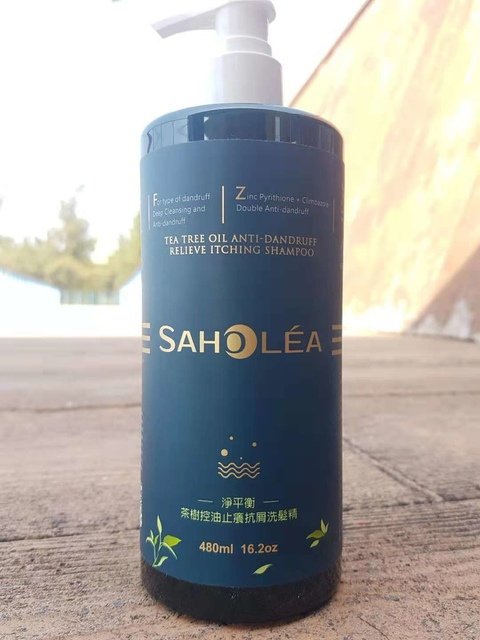 For type of dandruff
Deep Cleansing and
Anti-dandruff
Zinc Pyrithione + Climbazole
Double Anti-dandruff
TEA TREE OIL ANTI-DANDRUFF
RELIEVE ITCHING SHAMPOO
SAHOLÉA
淨平衡
茶樹控油止癢抗屑洗髮精
480ml 16.2oz